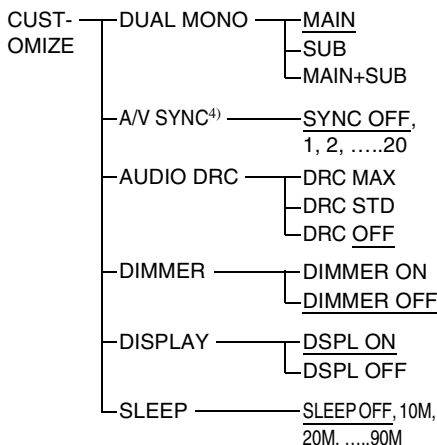 CUST-
OMIZE
DUAL MONO
MAIN
SUB
MAIN+SUB
A/V SYNC4)
SYNC OFF,
1, 2, .....20
AUDIO DRC
DRC MAX
DRC STD
DRC OFF
DIMMER
DIMMER ON
DIMMER OFF
DISPLAY
DSPL ON
DSPL OFF
SLEEP
SLEEP OFF, 10M,
20M. .....90M